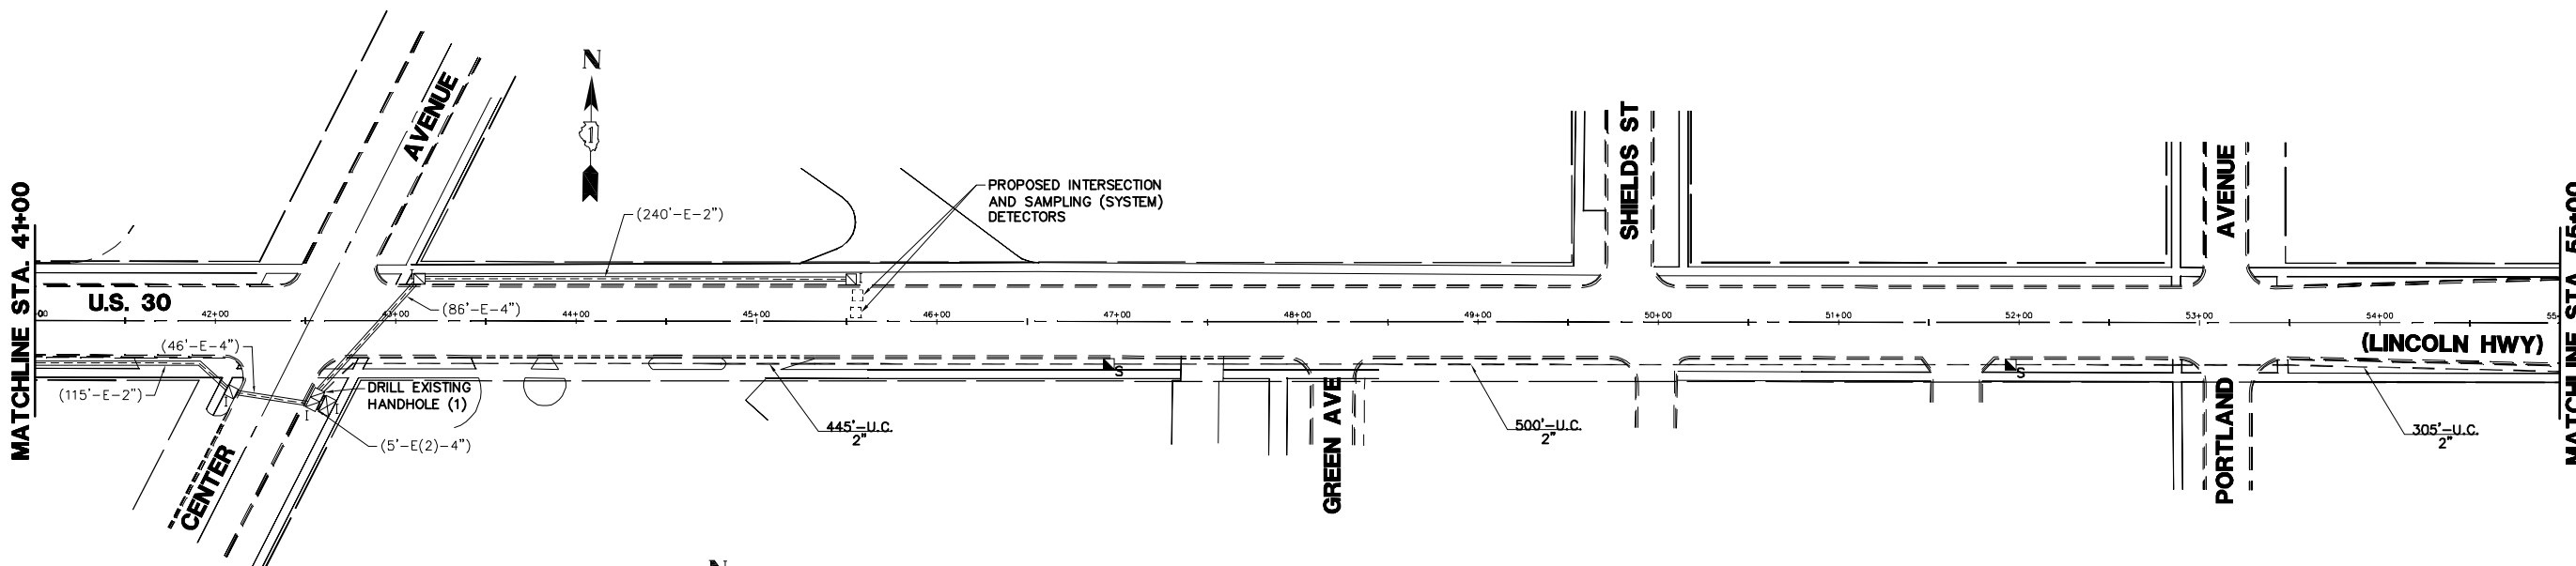 N
1
AVENUE
SHIELDS ST
AVENUE
PROPOSED INTERSECTION
AND SAMPLING (SYSTEM)
DETECTORS
(240'-E-2")
MATCHLINE STA. 41+00
MATCHLINE STA. 55+00
U.S. 30
(86'-E-4")
00
42+00
43+00
44+00
45+00
46+00
47+00
48+00
49+00
50+00
51+00
52+00
53+00
54+00
55+
(46'-E-4")
(LINCOLN HWY)
I
I
I
I
I
S
S
(115'-E-2")
DRILL EXISTING
HANDHOLE (1)
(5'-E(2)-4")
445'-U.C.
2"
500'-U.C.
2"
305'-U.C.
2"
CENTER
GREEN AVE
PORTLAND
N